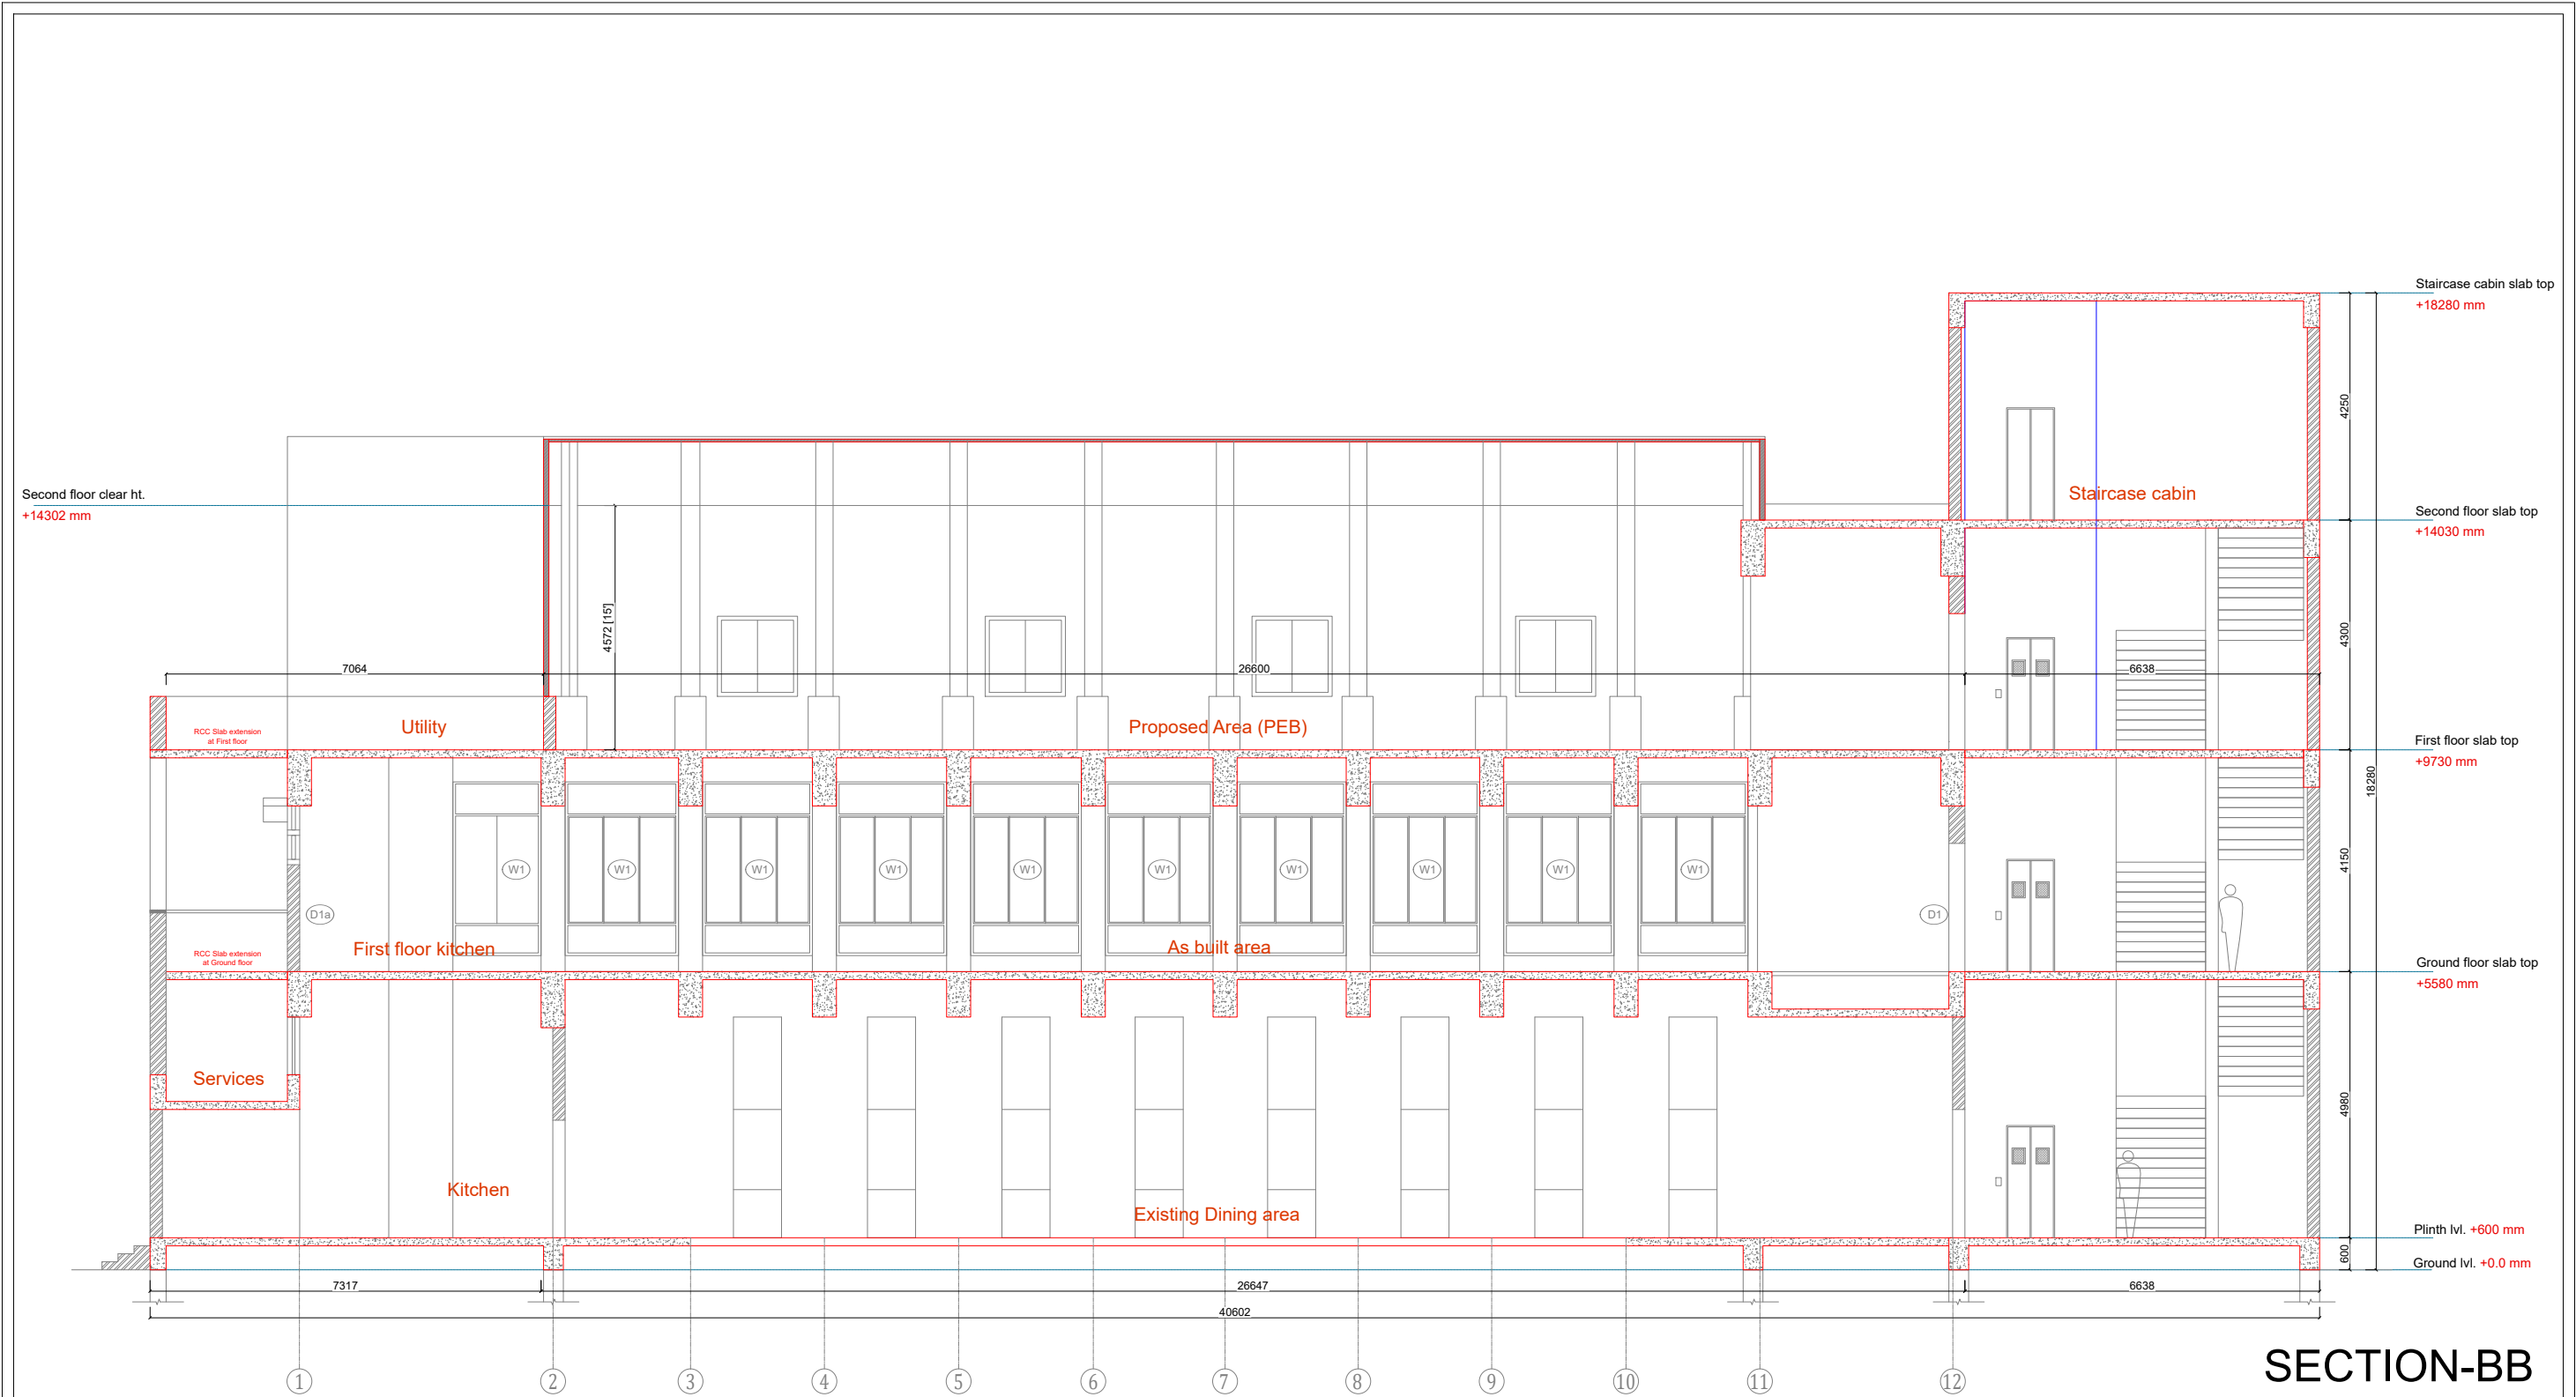 Staircase cabin slab top
+18280 mm
4250
Second floor clear ht.
+14302 mm
Staircase cabin
Second floor slab top
+14030 mm
4572 [15']
4300
7064
26600
6638
RCC Slab extension
at First floor
Utility
Proposed Area (PEB)
First floor slab top
+9730 mm
18280
4150
W1
W1
W1
W1
W1
W1
W1
W1
W1
W1
D1a
D1
First floor kitchen
As built area
RCC Slab extension
at Ground floor
Ground floor slab top
+5580 mm
Services
4980
Kitchen
Existing Dining area
Plinth lvl. +600 mm
600
Ground lvl. +0.0 mm
7317
26647
6638
40602
SECTION-BB
1
2
3
4
5
6
7
8
9
10
11
12